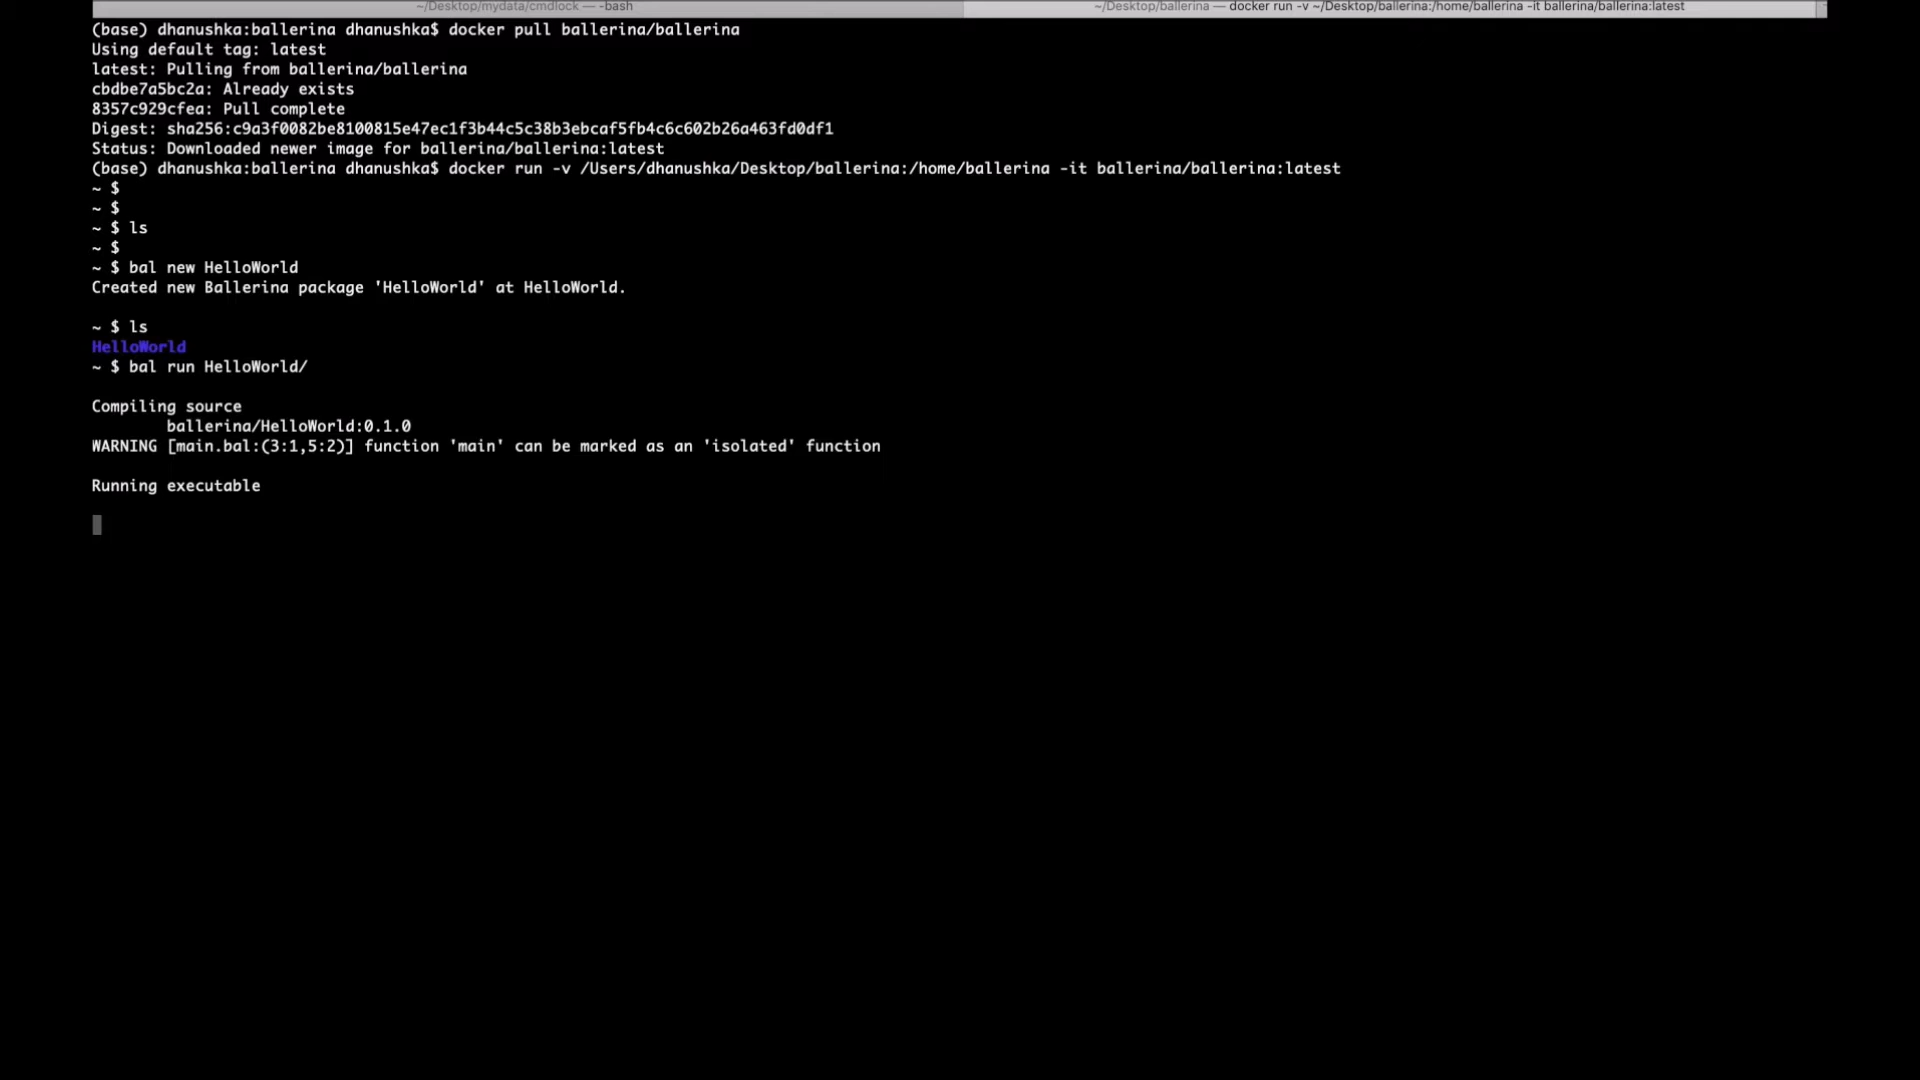 ~/Desktop/mydata/cmdlock — -bash
~/Desktop/ballerina — docker run -v ~/Desktop/ballerina:/home/ballerina -it ballerina/ballerina:latest
(base) dhanushka:ballerina dhanushka$ docker pull ballerina/ballerina
Using default tag: latest
latest: Pulling from ballerina/ballerina
cbdbe7a5bc2a: Already exists
8357c929cfea: Pull complete
Digest: sha256:c9a3f0082be8100815e47ec1f3b44c5c38b3ebcaf5fb4c6c602b26a463fd0df1
Status: Downloaded newer image for ballerina/ballerina:latest
(base) dhanushka:ballerina dhanushka$ docker run -v /Users/dhanushka/Desktop/ballerina:/home/ballerina -it ballerina/ballerina:latest
~ $
~ $
~ $ ls
~ $
~ $ bal new HelloWorld
Created new Ballerina package 'HelloWorld' at HelloWorld.
~ $ ls
HelloWorld
~ $ bal run HelloWorld/
Compiling source
ballerina/HelloWorld:0.1.0
WARNING [main.bal:(3:1,5:2)] function 'main' can be marked as an 'isolated' function
Running executable